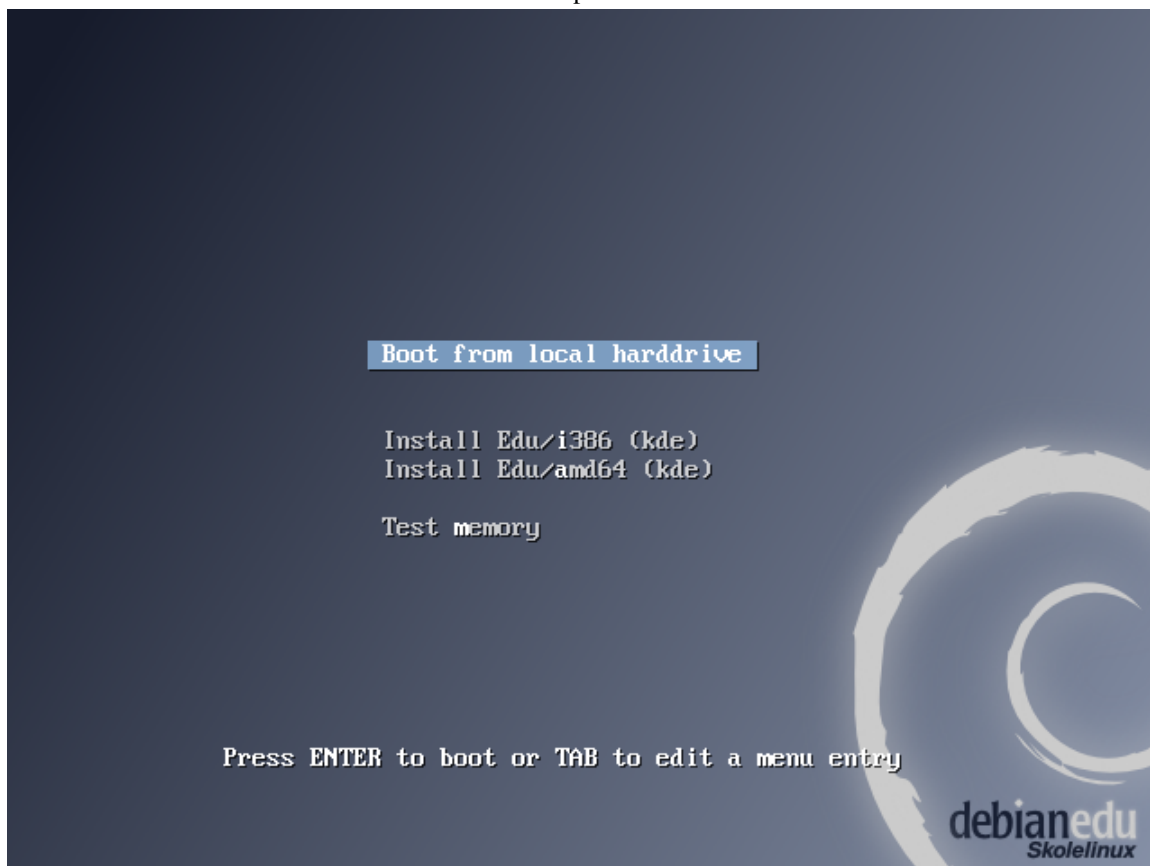 Boot from local harddrive
Install Edu/i386 (kde)
Install Edu/amd64 (kde)
Test memory
Press ENTER to boot or TAB to edit a menu entry
debianedu
Skolelinux